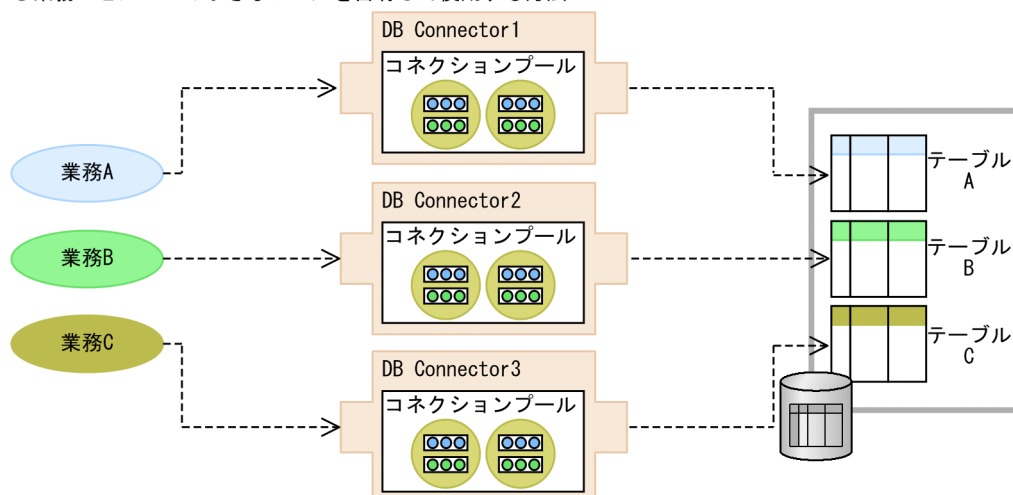 DB Connector1
コネクションプール
業務A
テーブル
A
DB Connector2
コネクションプール
業務B
テーブル
B
業務C
テーブル
C
DB Connector3
コネクションプール